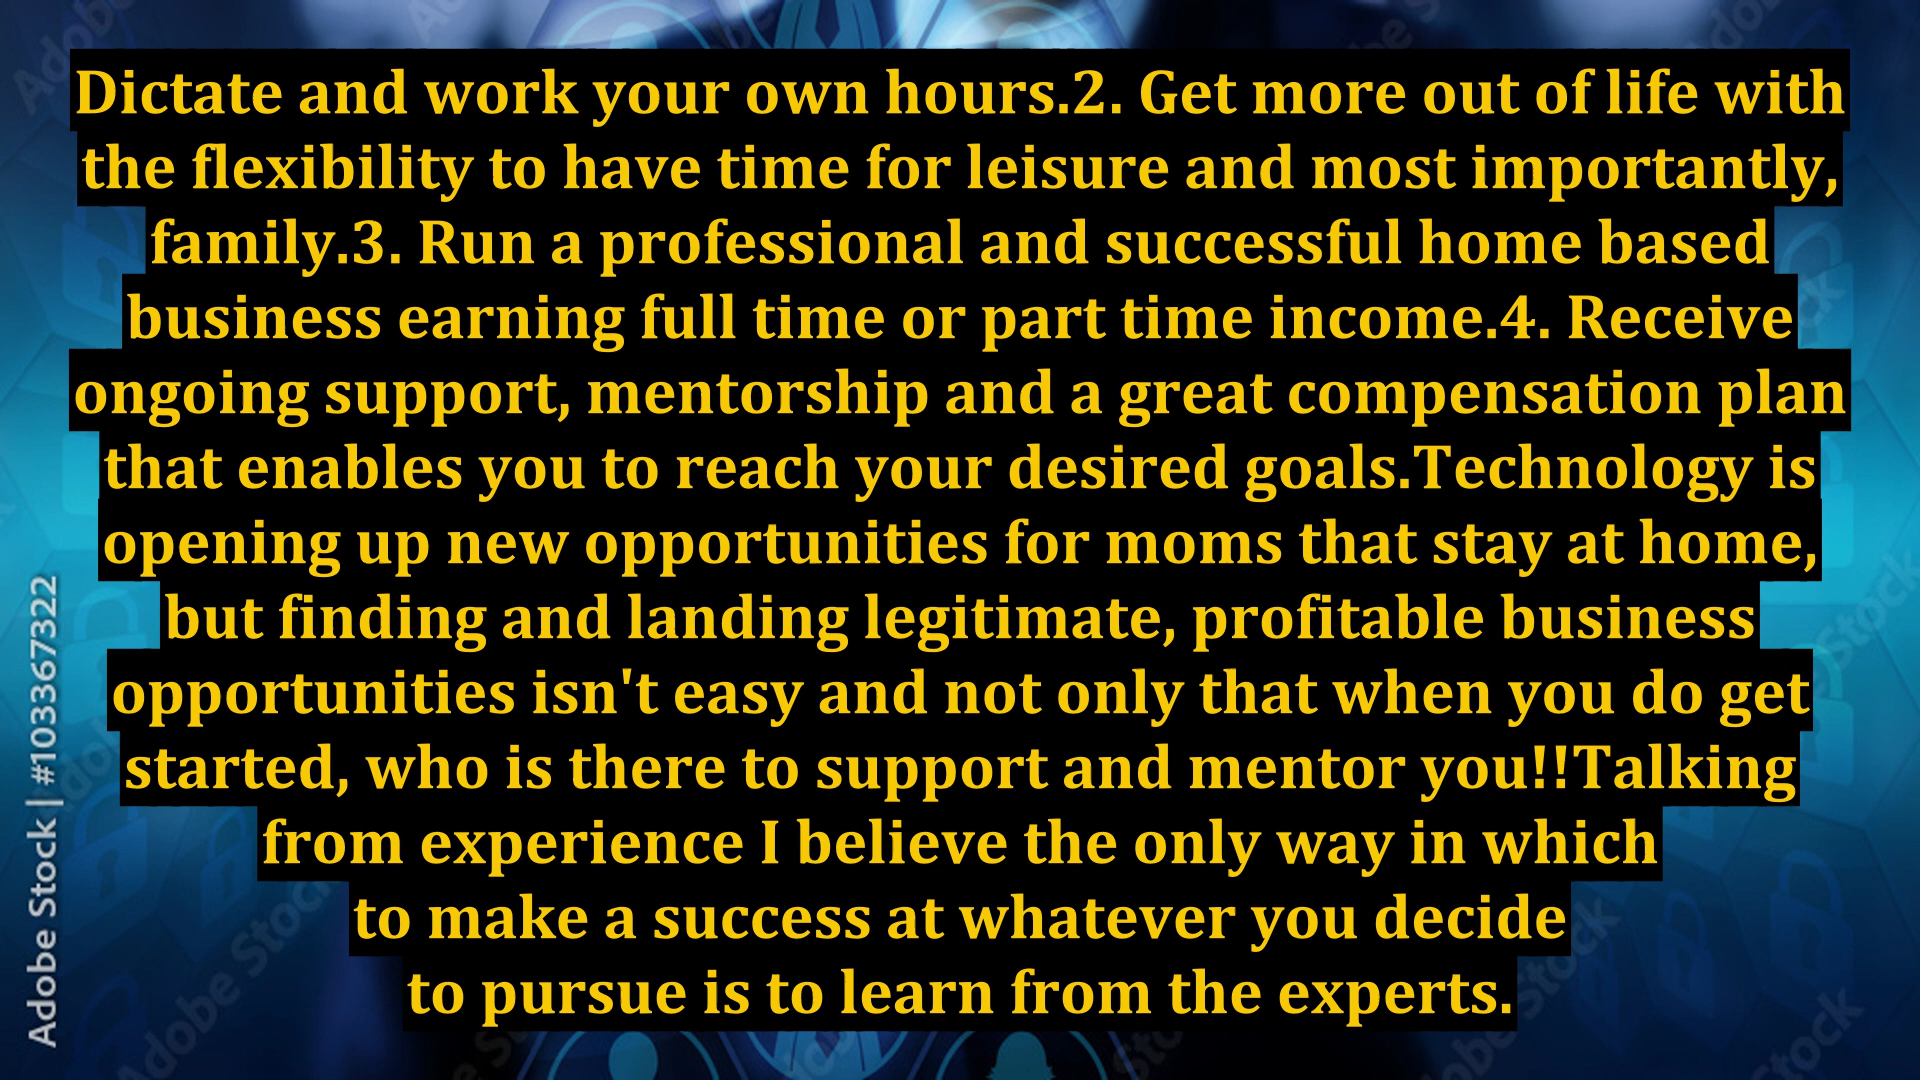 Dictate and work your own hours.2. Get more out of life with
the flexibility to have time for leisure and most importantly,
family.3. Run a professional and successful home based
business earning full time or part time income.4. Receive
ongoing support, mentorship and a great compensation plan
that enables you to reach your desired goals.Technology is
opening up new opportunities for moms that stay at home,
but finding and landing legitimate, profitable business
opportunities isn't easy and not only that when you do get
started, who is there to support and mentor you!!Talking
from experience I believe the only way in which
to make a success at whatever you decide
to pursue is to learn from the experts.
Adobe Stock | #103367322